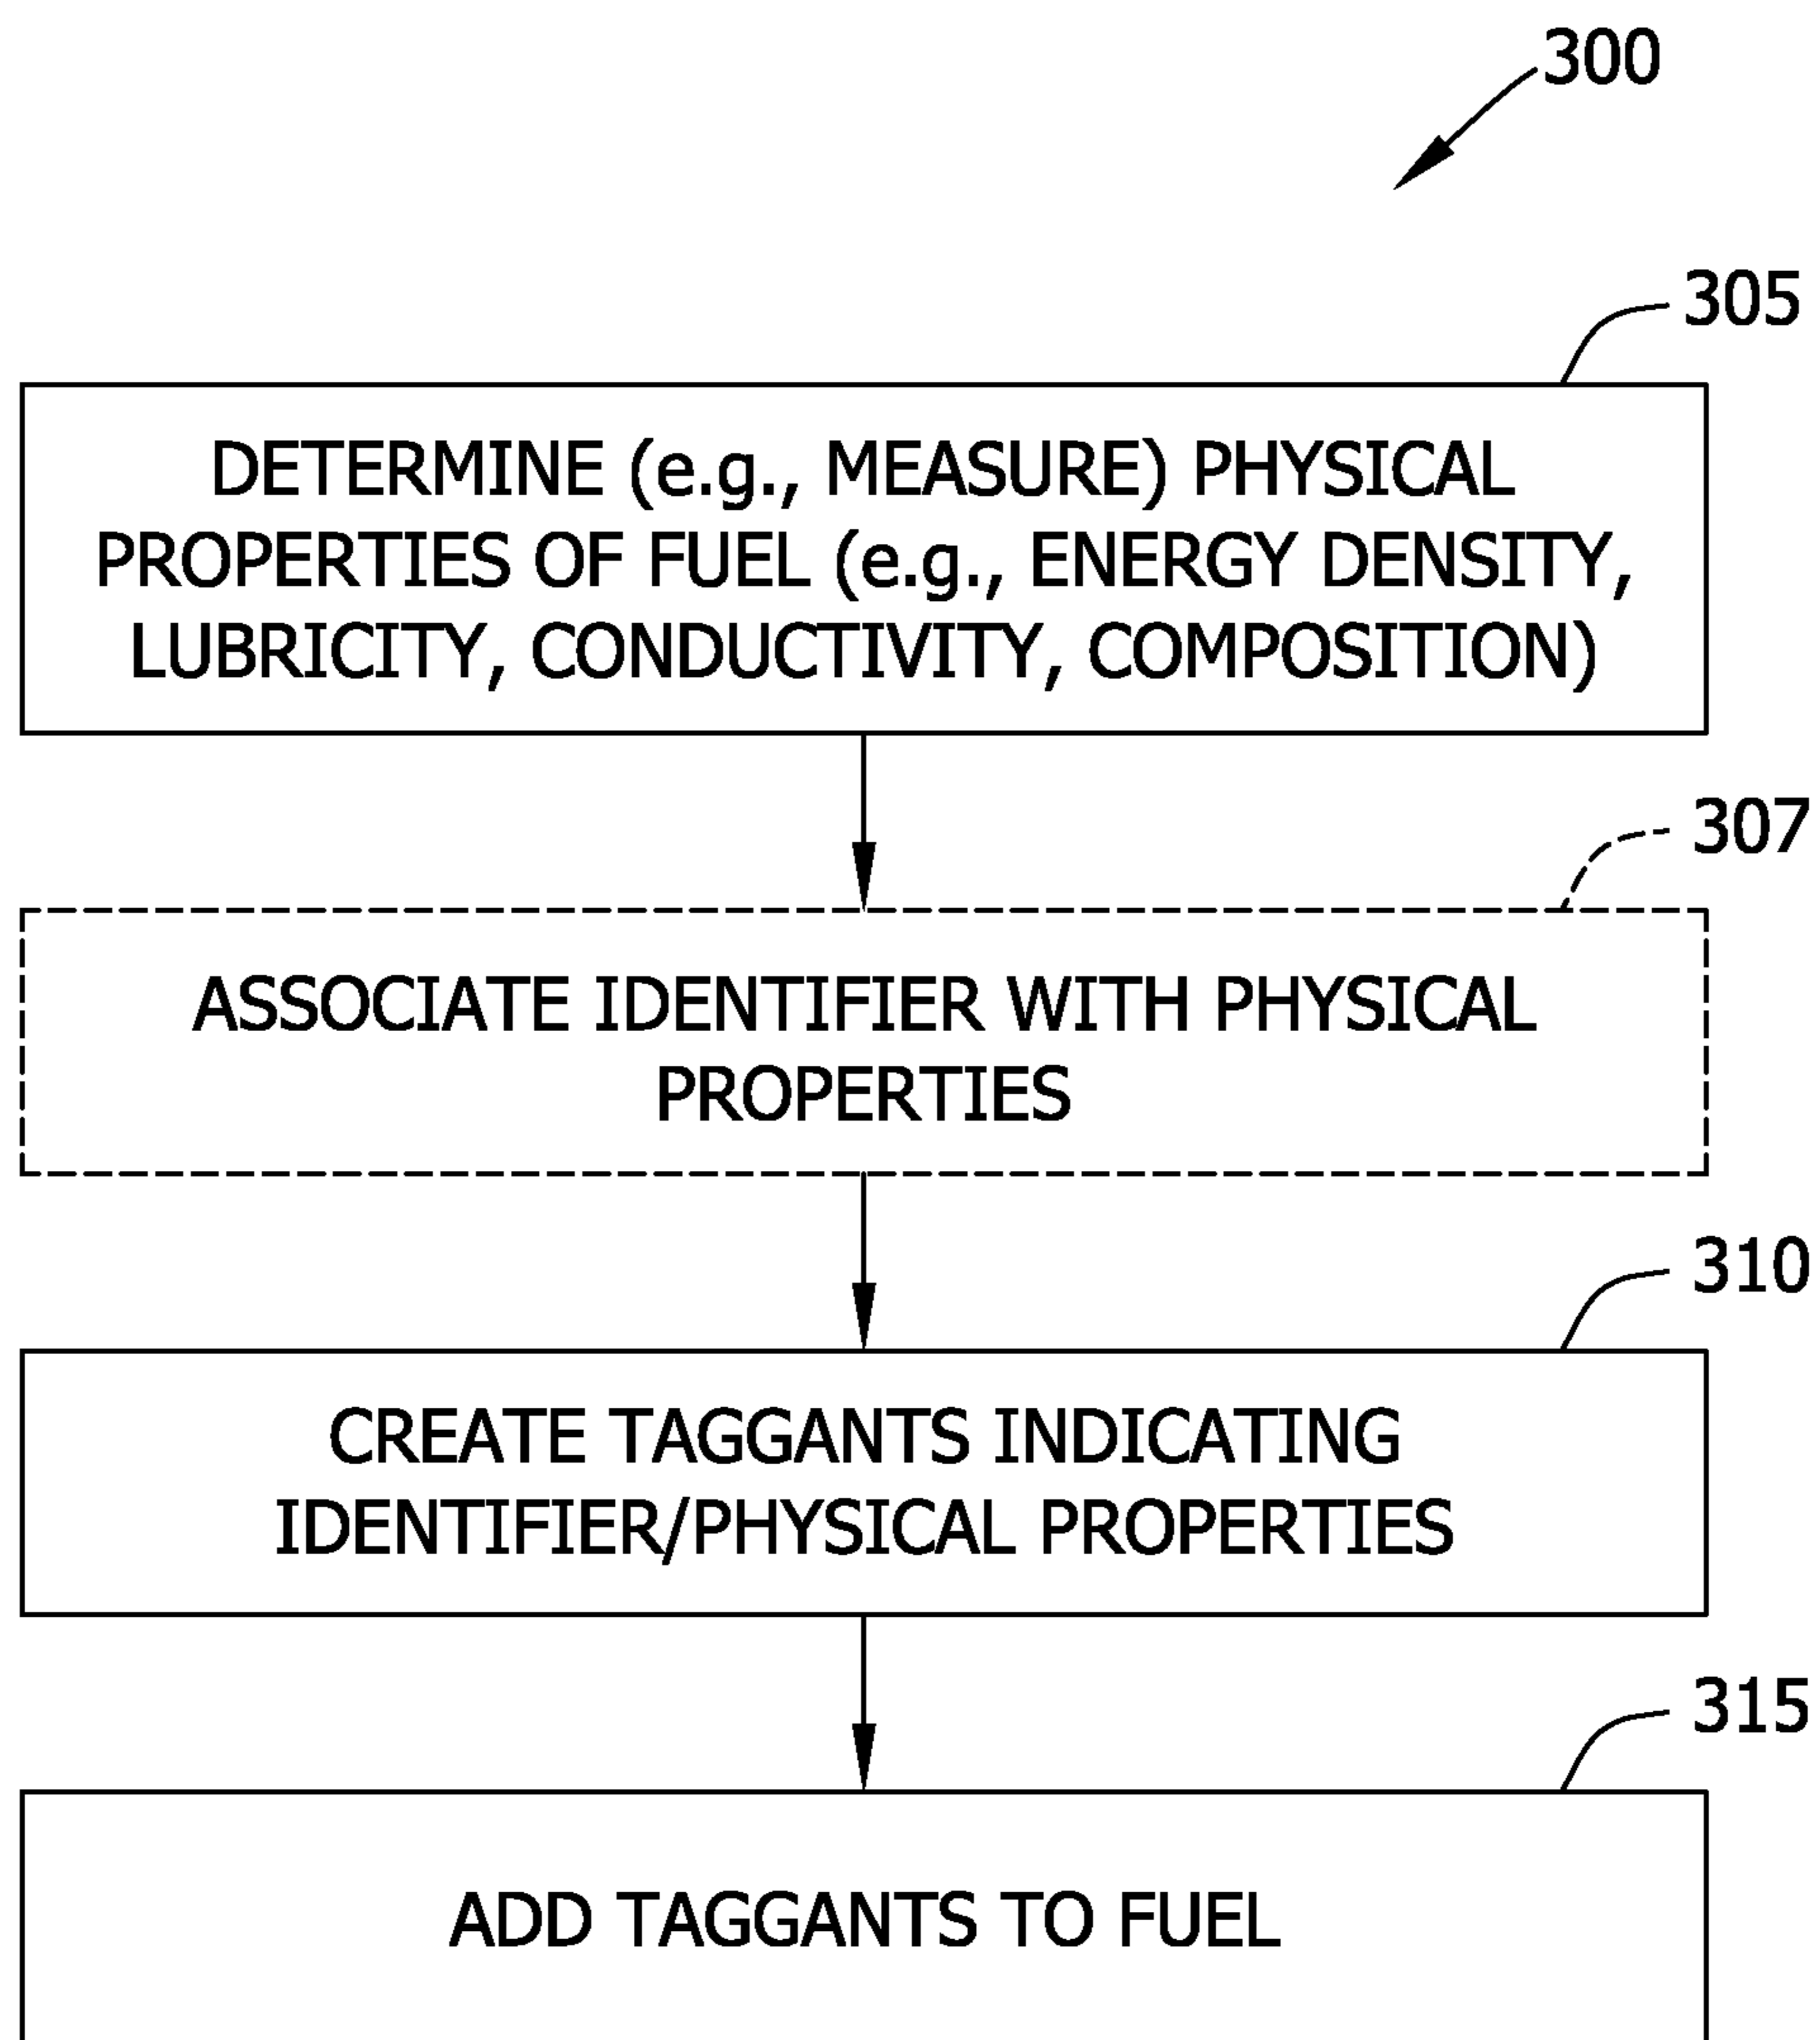 300
305
DETERMINE (e.g., MEASURE) PHYSICAL
PROPERTIES OF FUEL (e.g., ENERGY DENSITY,
LUBRICITY, CONDUCTIVITY, COMPOSITION)
307
ASSOCIATE IDENTIFIER WITH PHYSICAL
PROPERTIES
310
CREATE TAGGANTS INDICATING
IDENTIFIER/PHYSICAL PROPERTIES
315
ADD TAGGANTS TO FUEL